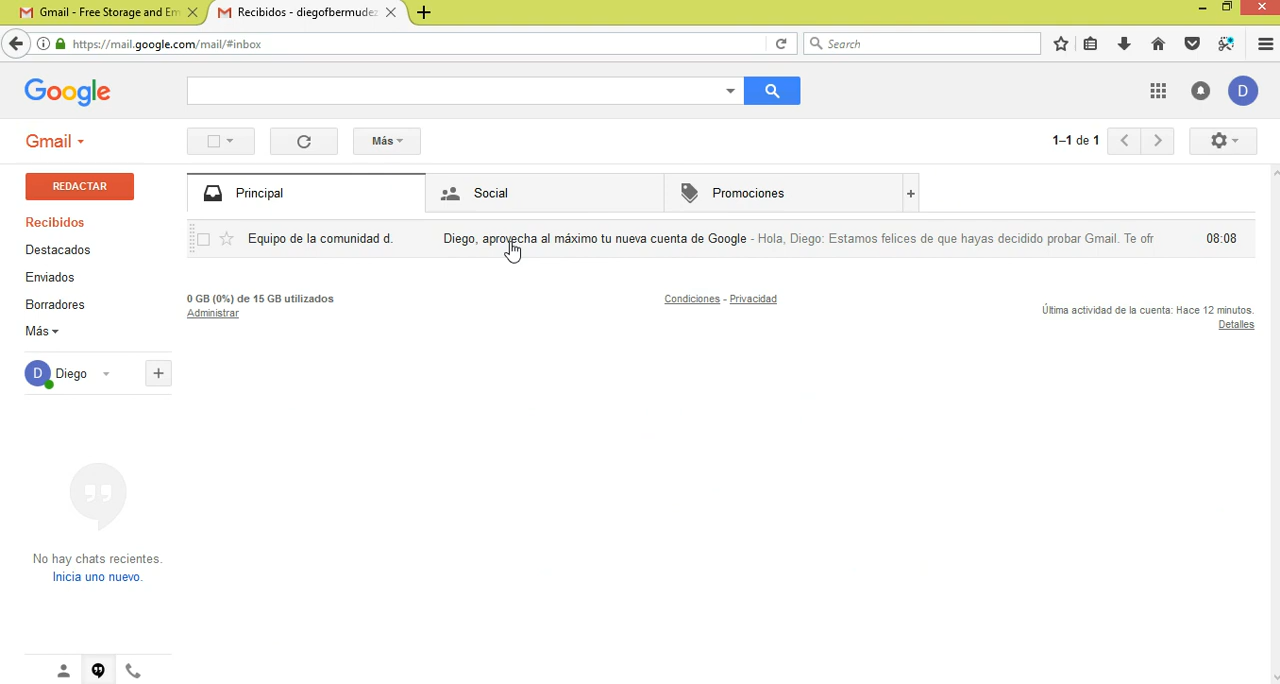 Gmail - Free Storage and Em
Recibidos - diegofbermudez
https://mail.google.com/mail/#inbox
Search
Google
D
Gmail
Más
1–1 de 1
REDACTAR
Principal
Social
Promociones
+
Recibidos
Equipo de la comunidad d.
Diego, aprovecha al máximo tu nueva cuenta de Google - Hola, Diego: Estamos felices de que hayas decidido probar Gmail. Te ofr
08:08
Destacados
Enviados
Borradores
Más
0 GB (0%) de 15 GB utilizados
Administrar
Condiciones - Privacidad
Última actividad de la cuenta: Hace 12 minutos.
Detalles
D
Diego
+
No hay chats recientes.
Inicia uno nuevo.